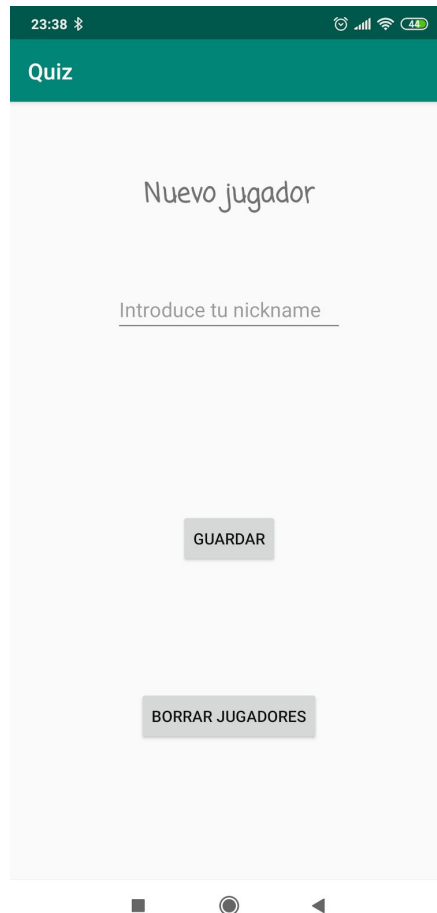 23:38
44
Quiz
Nuevo jugador
Introduce tu nickname
GUARDAR
BORRAR JUGADORES